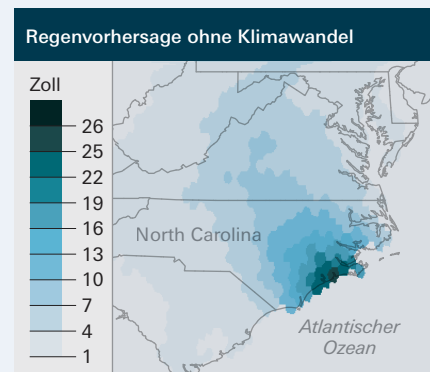 Regenvorhersage ohne Klimawandel
Zoll
26
25
22
19
16
13
10
7
4
1
North Carolina
Atlantischer
Ozean